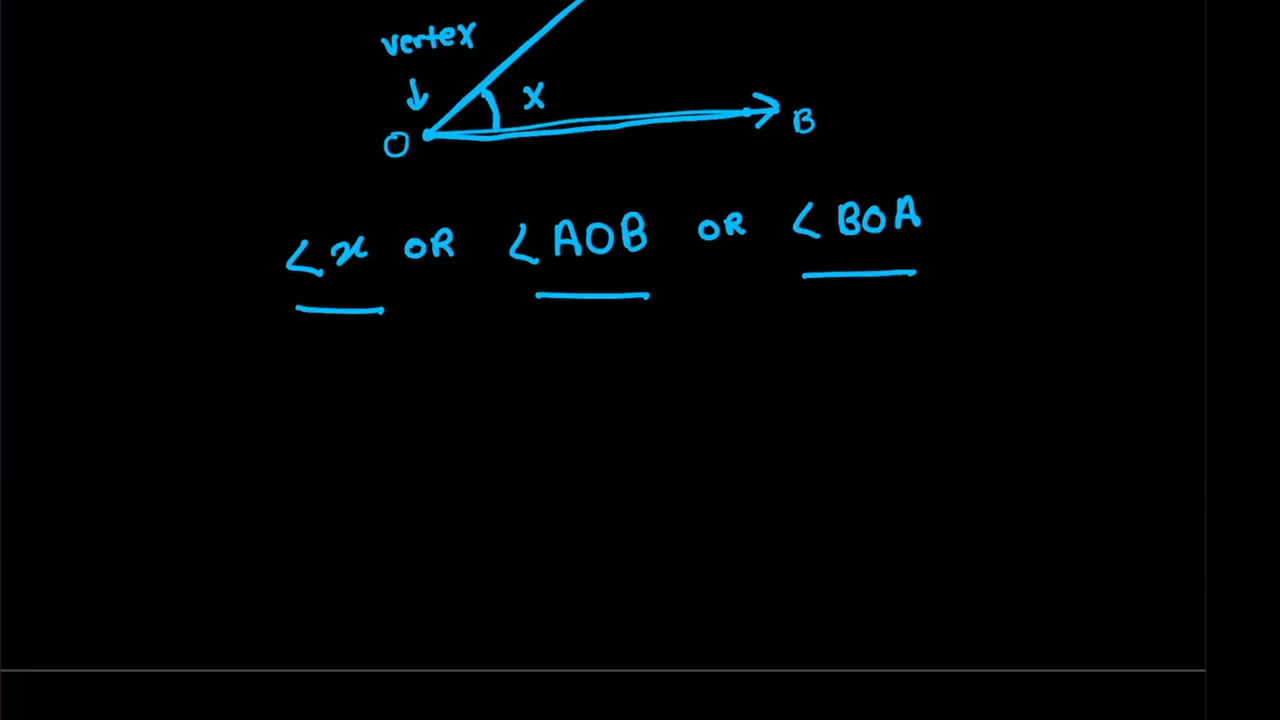 vertex
x
O
B
∠x OR ∠AOB OR ∠BOA